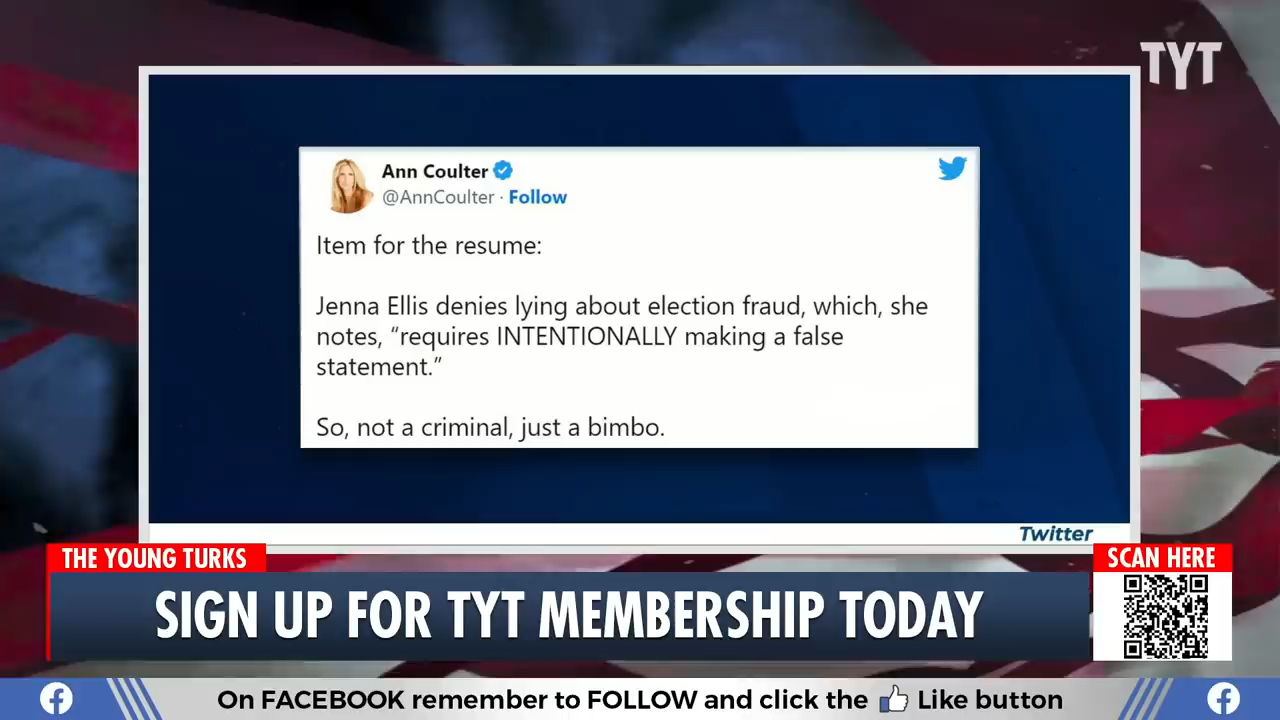 TYT
Ann Coulter
@AnnCoulter · Follow
Item for the resume:
Jenna Ellis denies lying about election fraud, which, she
notes, “requires INTENTIONALLY making a false
statement.”
So, not a criminal, just a bimbo.
Twitter
THE YOUNG TURKS
SCAN HERE
SIGN UP FOR TYT MEMBERSHIP TODAY
On FACEBOOK remember to FOLLOW and click the Like button